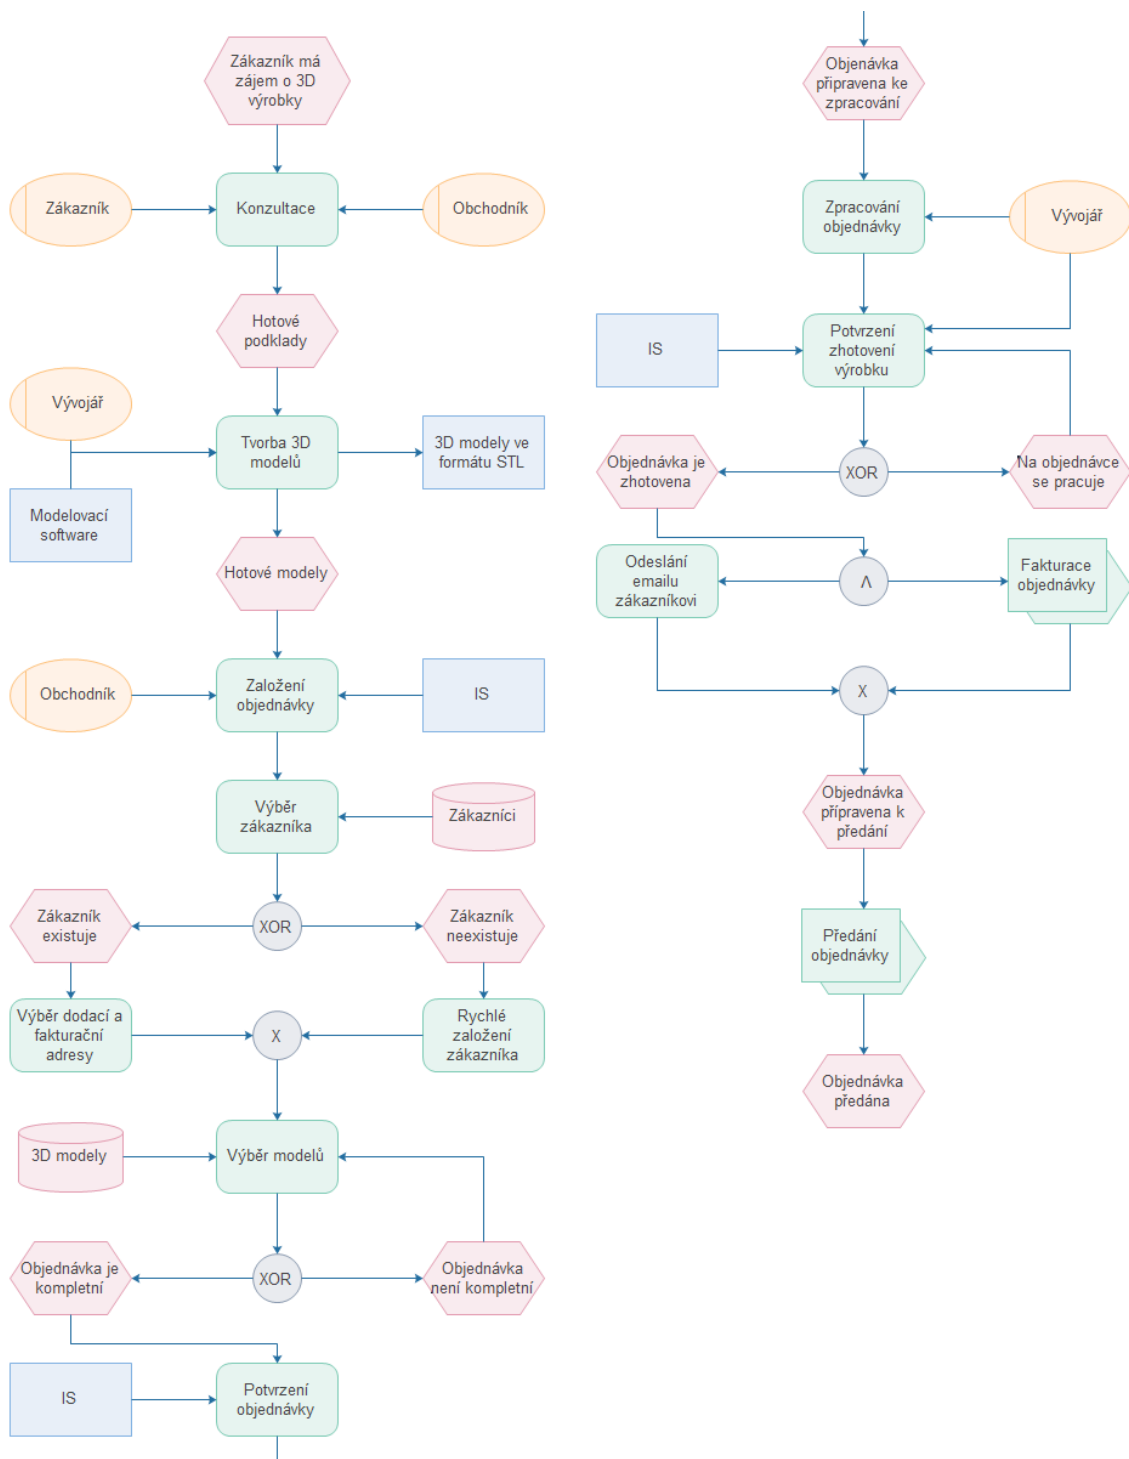 Zákazník má
zájem o 3D
výrobky
Zákazník
Konzultace
Obchodník
Hotové
podklady
Vývojář
Tvorba 3D
modelů
3D modely ve
formátu STL
Modelovací
software
Hotové modely
Obchodník
Založení
objednávky
IS
Výběr
zákazníka
Zákazníci
Zákazník
existuje
XOR
Zákazník
neexistuje
Výběr dodací a
fakturační
adresy
X
Rychlé
založení
zákazníka
3D modely
Výběr modelů
Objednávka je
kompletní
XOR
Objednávka
není kompletní
IS
Potvrzení
objednávky
Objenávka
připravena ke
zpracování
Zpracování
objednávky
Vývojář
IS
Potvrzení
zhotovení
výrobku
Objednávka je
zhotovena
XOR
Na objednávce
se pracuje
Odeslání
emailu
zákazníkovi
Λ
Fakturace
objednávky
X
Objednávka
přípravena k
předání
Předání
objednávky
Objednávka
předána